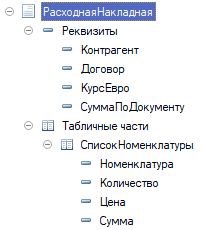 РасходнаяНакладная
Реквизиты
Контрагент
Договор
КурсЕвро
СуммаПоДокументу
Табличные части
СписокНоменклатуры
Номенклатура
Количество
Цена
Сумма